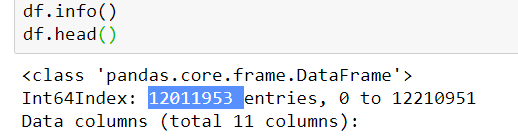 df.info()
df.head()
<class 'pandas.core.frame.DataFrame'>
Int64Index: 12011953 entries, 0 to 12210951
Data columns (total 11 columns):